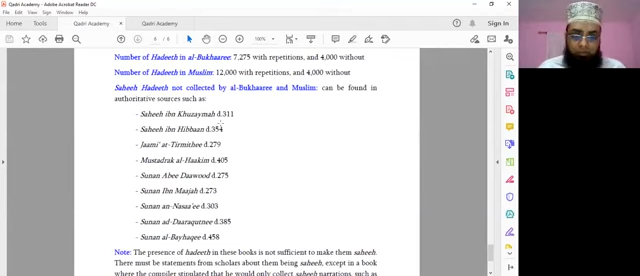 Qadri Academy - Adobe Acrobat Reader DC
File Edit View Sign Window Help
Qadri Academy × Qadri Hadeeth ×
Home Tools Sign In
6 / 6 100%
Number of Hadeeth in al-Bukhaaree: 7,275 with repetitions, and 4,000 without
Number of Hadeeth in Muslim: 12,000 with repetitions and 4,000 without
Saheeh Hadeeth not collected by al-Bukhaaree and Muslim: can be found in
authoritative sources such as:
- Saheeh ibn Khuzaymah d.311
- Saheeh ibn Hibbaan d.354
- Jaami' at-Tirmithee d.279
- Mustadrak al-Haakim d.405
- Sunan Abee Daawood d.275
- Sunan Ibn Maajah d.273
- Sunan an-Nasaa'ee d.303
- Sunan ad-Daaraqutnee d.385
- Sunan al-Bayhaqee d.458
Note: The presence of hadeeth in these books is not sufficient to make them saheeh.
There must be statements from scholars about them being saheeh, except in a book
where the compiler stipulated that he would only collect saheeh narrations, such as